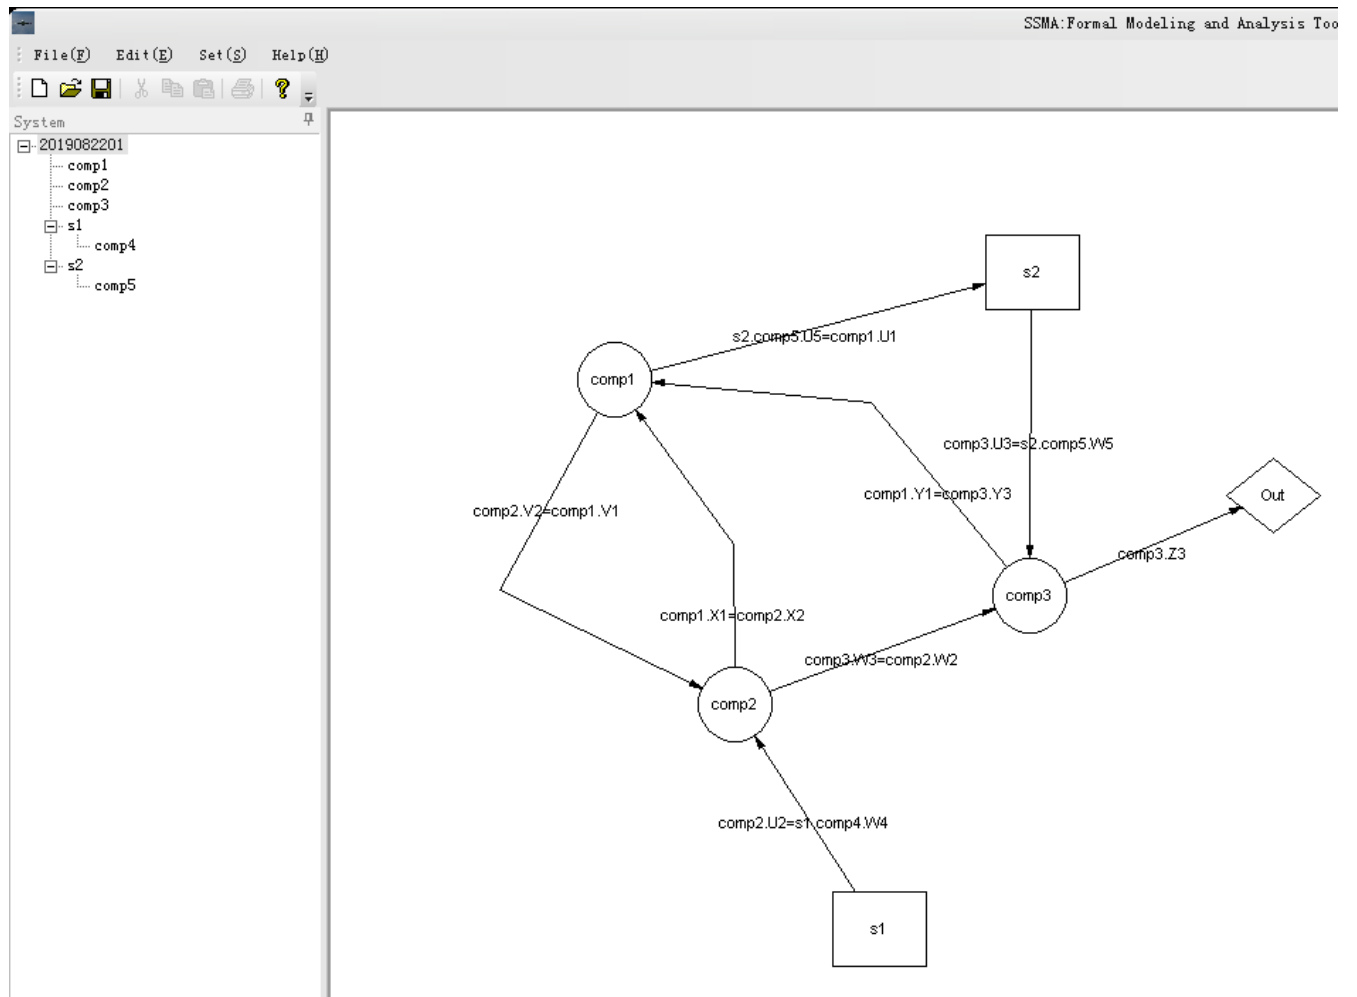 SSMA:Formal Modeling and Analysis Too
File(F) Edit(E) Set(S) Help(H)
System
2019082201
comp1
comp2
comp3
s1
comp4
s2
comp5
s2
s2.comp5.U5=comp1.U1
comp1
comp3.U3=s2.comp5.W5
comp1.Y1=comp3.Y3
Out
comp2.V2=comp1.V1
comp3.Z3
comp3
comp1.X1=comp2.X2
comp3.W3=comp2.W2
comp2
comp2.U2=s1.comp4.W4
s1